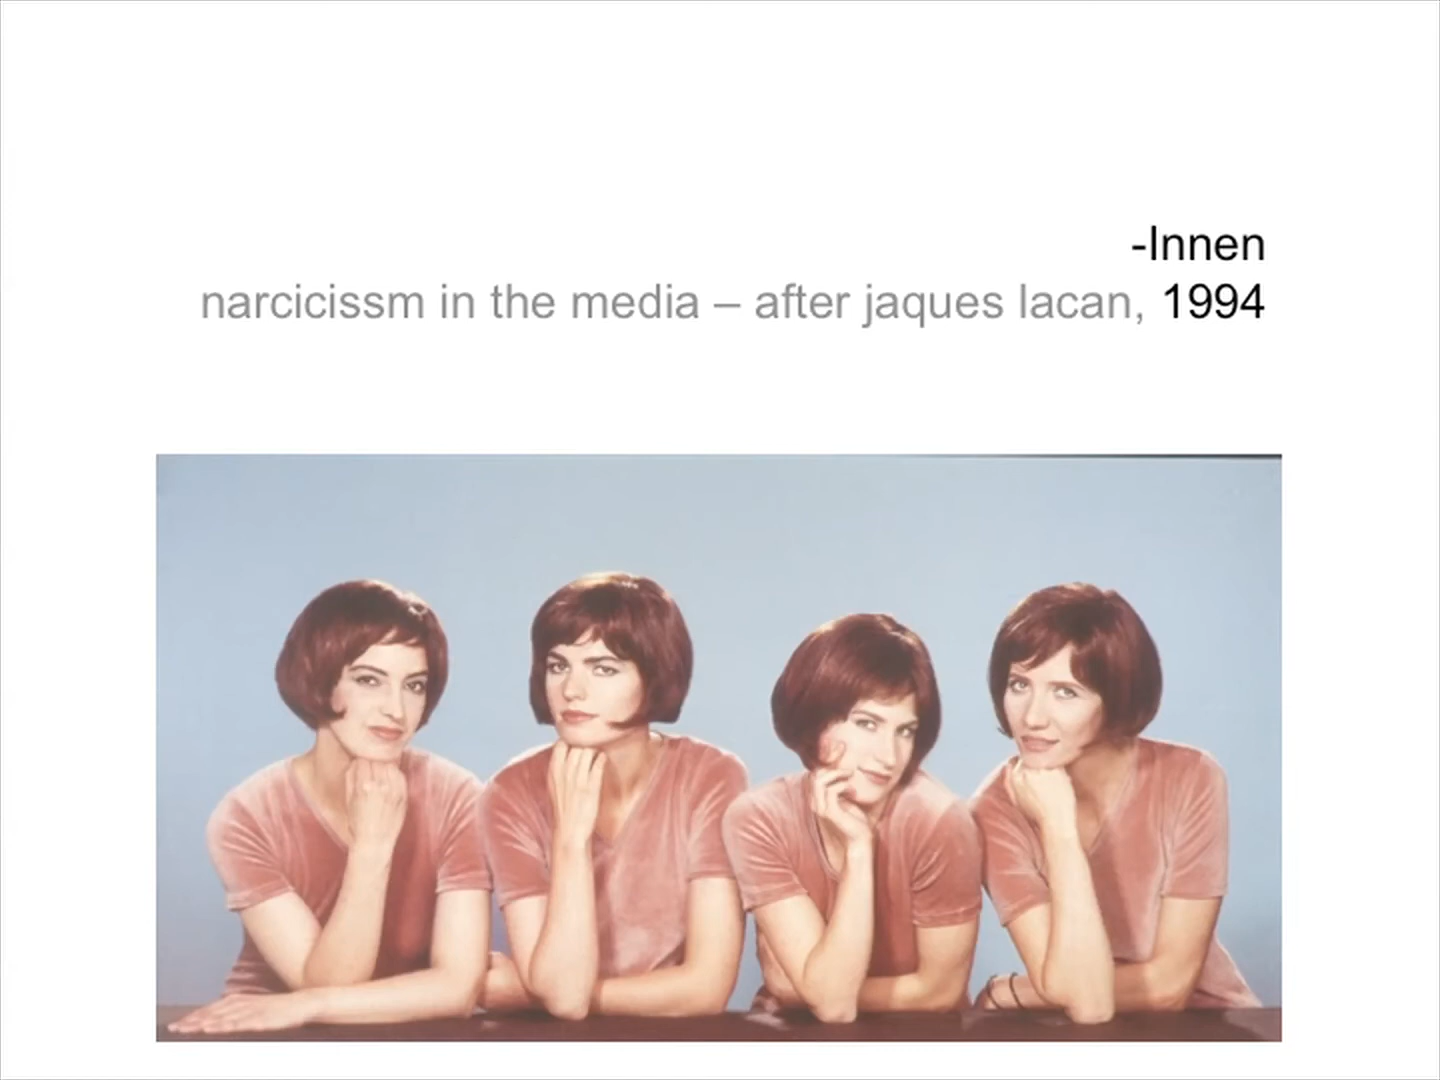 -Innen
narcicissm in the media – after jaques lacan, 1994